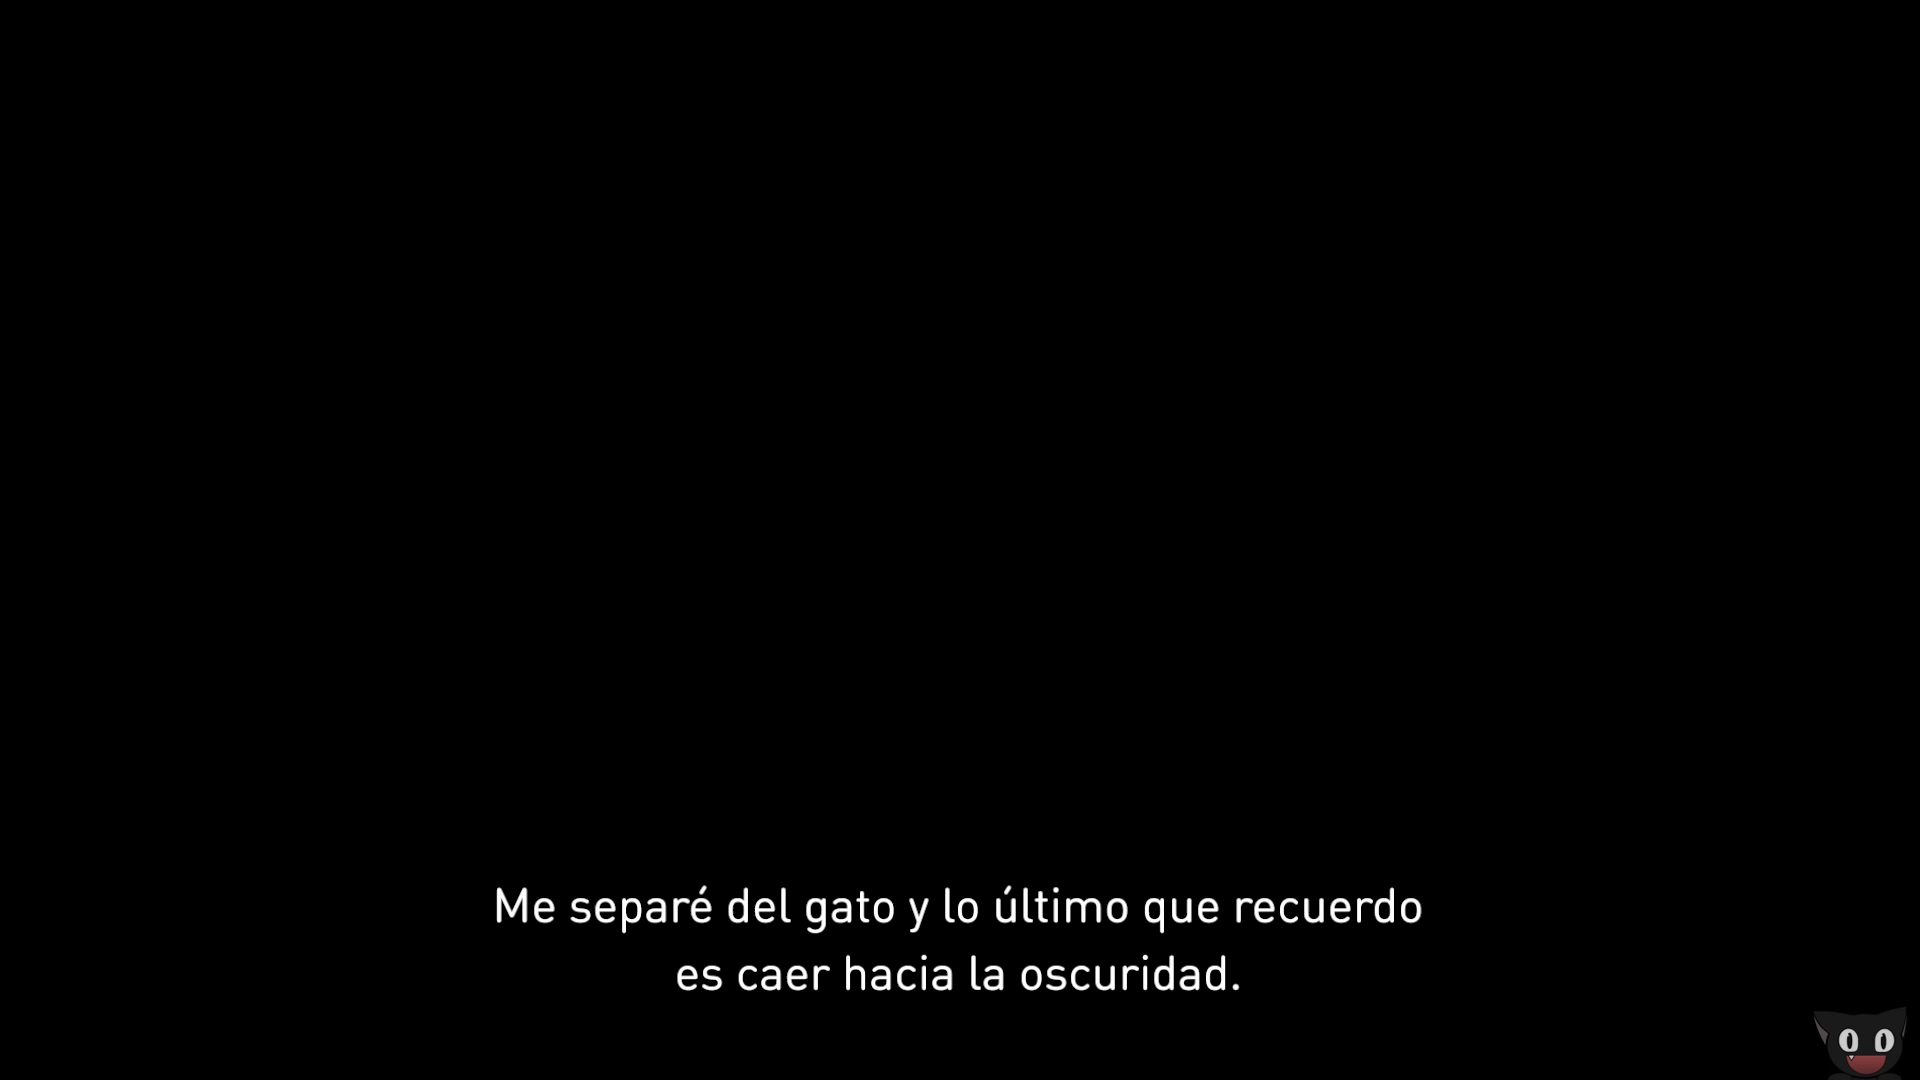 Me separé del gato y lo último que recuerdo
es caer hacia la oscuridad.